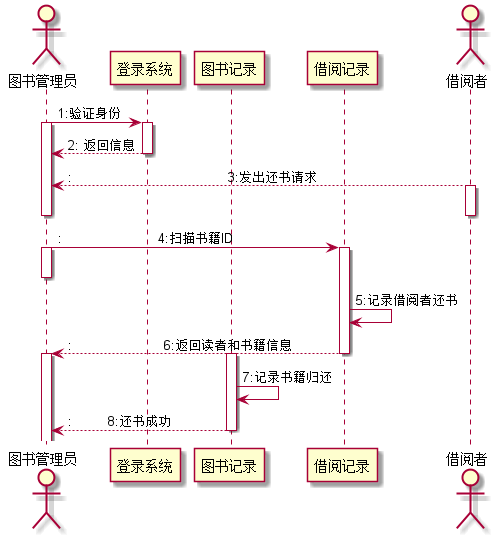 图书管理员
登录系统
图书记录
借阅记录
借阅者
1:验证身份
2: 返回信息
: 3:发出还书请求
: 4:扫描书籍ID
5:记录借阅者还书
: 6:返回读者和书籍信息
7:记录书籍归还
: 8:还书成功
图书管理员
登录系统
图书记录
借阅记录
借阅者